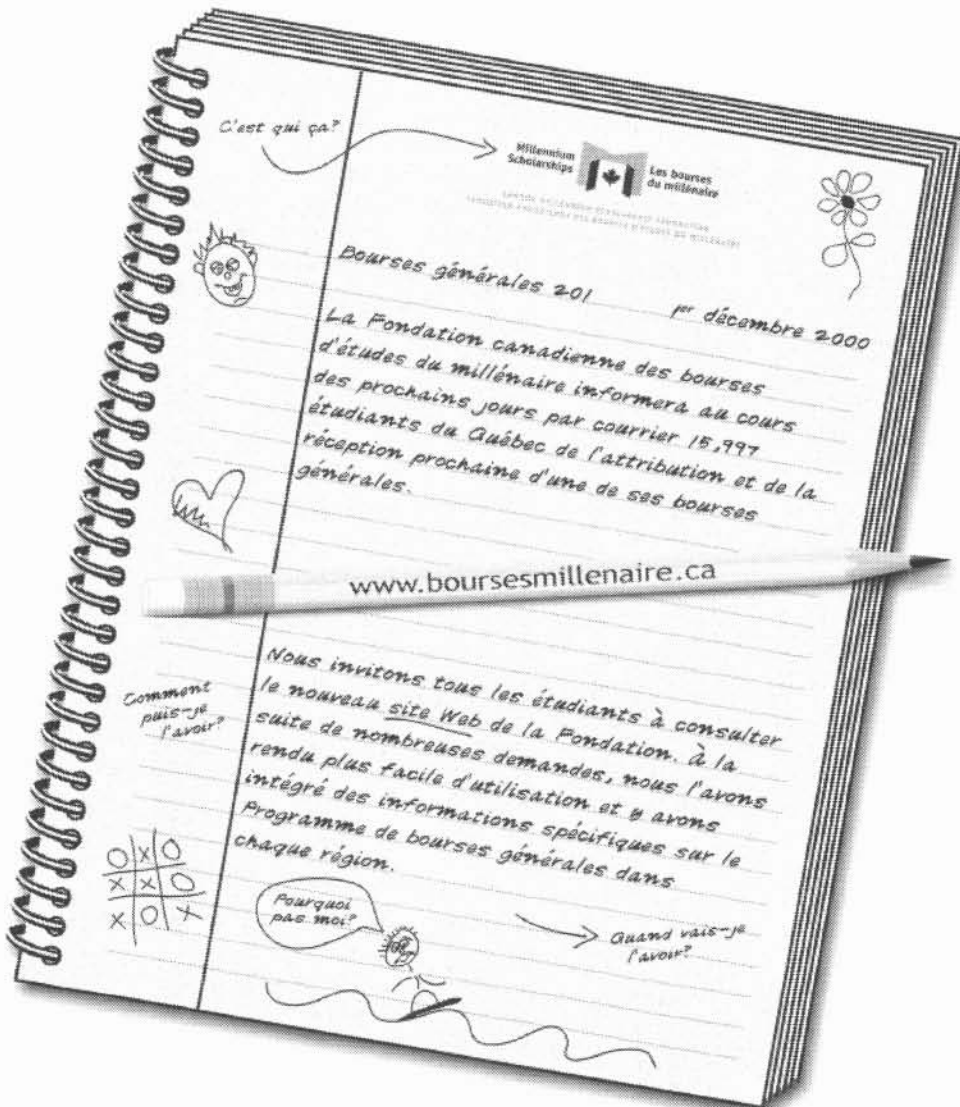 C'est qui ça?
Millennium
Scholarships
Les bourses
du millénaire
Bourses générales 201
1er décembre 2000
La Fondation canadienne des bourses
d'études du millénaire informera au cours
des prochains jours par courrier 15,997
étudiants du Québec de l'attribution et de la
réception prochaine d'une de ses bourses
générales.
www.boursesmillenaire.ca
Comment
puis-je
l'avoir?
Nous invitons tous les étudiants à consulter
le nouveau site Web de la Fondation. À la
suite de nombreuses demandes, nous l'avons
rendu plus facile d'utilisation et y avons
intégré des informations spécifiques sur le
Programme de bourses générales dans
chaque région.
O X O
X X O
X O X
Pourquoi
pas moi?
Quand vais-je
l'avoir?